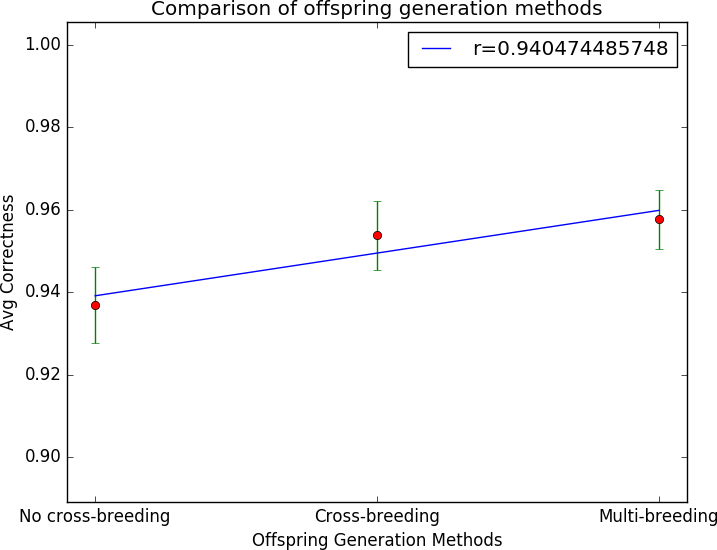 Comparison of offspring generation methods
r=0.940474485748
1.00
0.98
0.96
0.94
0.92
0.90
Avg Correctness
No cross-breeding
Cross-breeding
Multi-breeding
Offspring Generation Methods